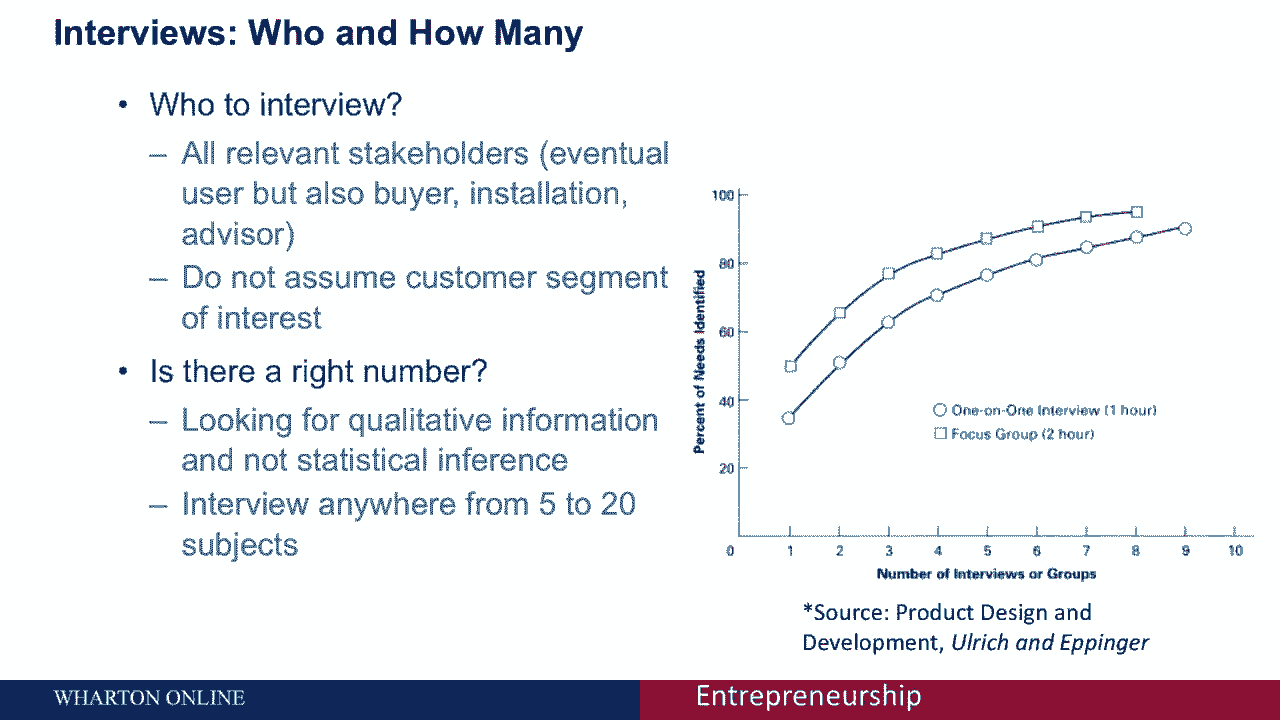 Interviews: Who and How Many
• Who to interview?
– All relevant stakeholders (eventual
user but also buyer, installation,
advisor)
– Do not assume customer segment
of interest
• Is there a right number?
– Looking for qualitative information
and not statistical inference
– Interview anywhere from 5 to 20
subjects
100
80
60
40
20
Percent of Needs Identified
One-on-One Interview (1 hour)
Focus Group (2 hour)
0 1 2 3 4 5 6 7 8 9 10
Number of Interviews or Groups
*Source: Product Design and
Development, Ulrich and Eppinger
WHARTON ONLINE
Entrepreneurship